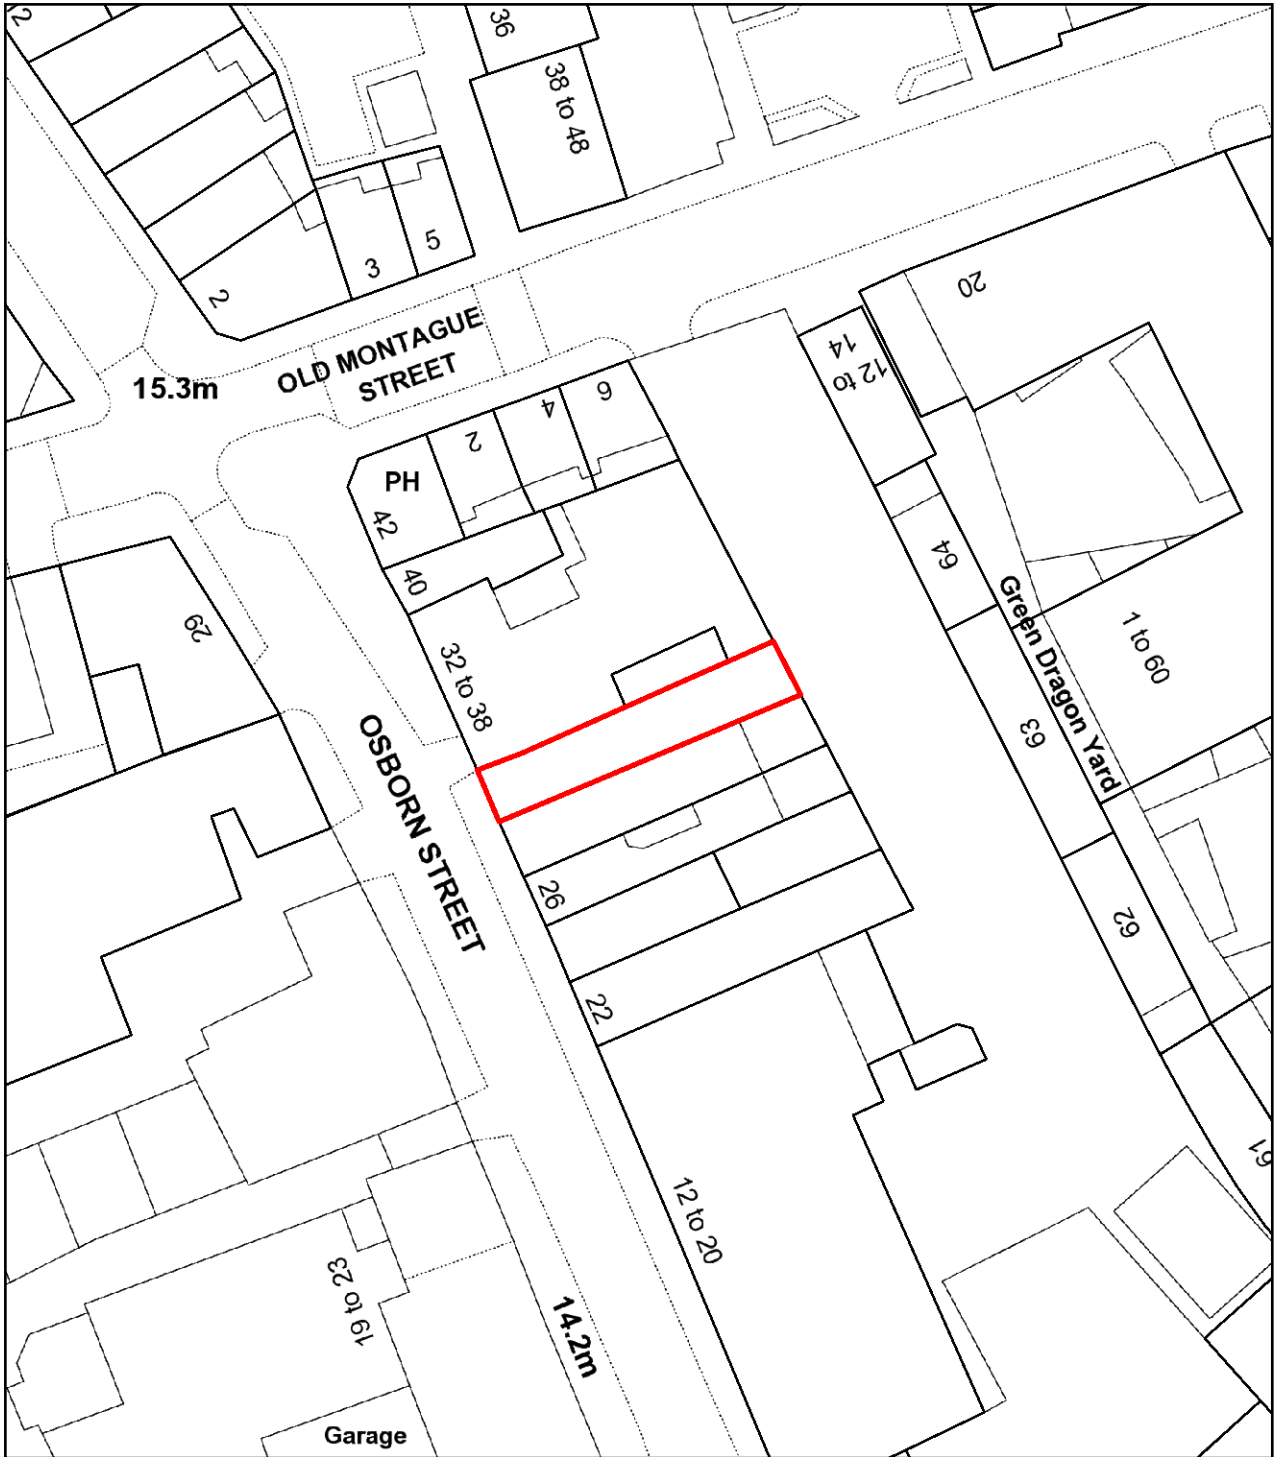 2
36
38 to 48
5
3
2
20
OLD MONTAGUE
STREET
15.3m
12 to
14
6
4
2
PH
42
40
64
Green Dragon Yard
1 to 60
29
32 to 38
63
OSBORN STREET
26
62
22
61
12 to 20
19 to 23
14.2m
Garage